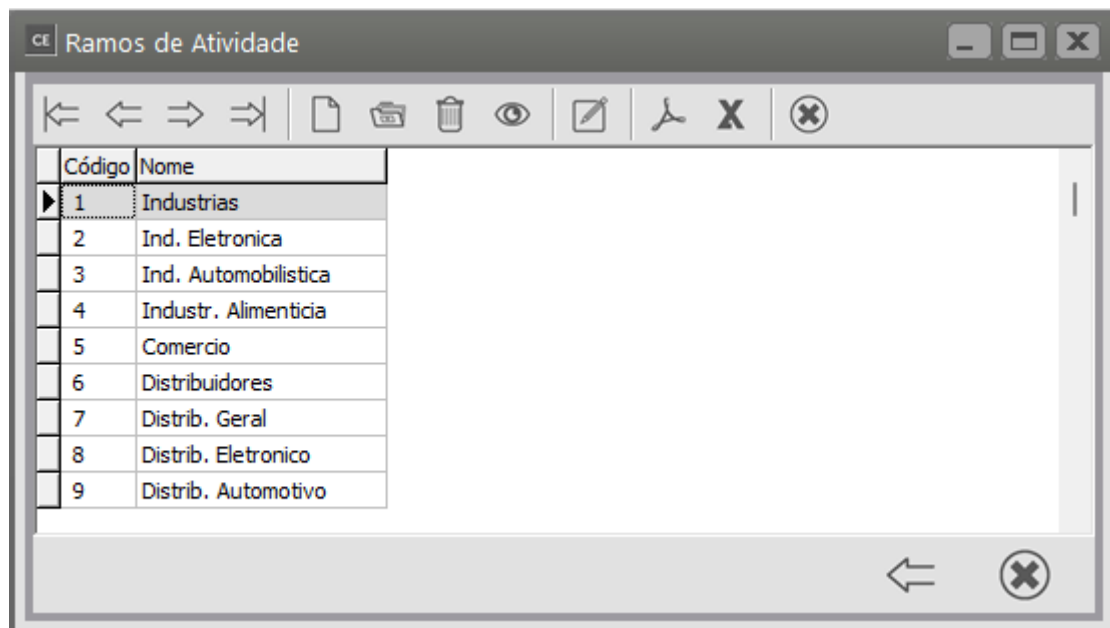 CE Ramos de Atividade
Código Nome
1 Industrias
2 Ind. Eletronica
3 Ind. Automobilistica
4 Industr. Alimenticia
5 Comercio
6 Distribuidores
7 Distrib. Geral
8 Distrib. Eletronico
9 Distrib. Automotivo